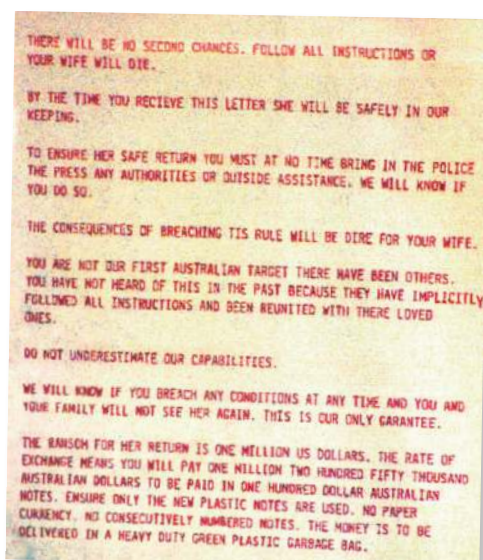 THERE WILL BE NO SECOND CHANCES. FOLLOW ALL INSTRUCTIONS OR
YOUR WIFE WILL DIE.
BY THE TIME YOU RECIEVE THIS LETTER SHE WILL BE SAFELY IN OUR
KEEPING.
TO ENSURE HER SAFE RETURN YOU MUST AT NO TIME BRING IN THE POLICE
THE PRESS ANY AUTHORITIES OR OUTSIDE ASSISTANCE. WE WILL KNOW IF
YOU DO SO.
THE CONSEQUENCES OF BREACHING TIS RULE WILL BE DIRE FOR YOUR WIFE.
YOU ARE NOT OUR FIRST AUSTRALIAN TARGET THERE HAVE BEEN OTHERS.
YOU HAVE NOT HEARD OF THIS IN THE PAST BECAUSE THEY HAVE IMPLICITLY
FOLLOWED ALL INSTRUCTIONS AND BEEN REUNITED WITH THERE LOVED
ONES.
DO NOT UNDERESTIMATE OUR CAPABILITIES.
WE WILL KNOW IF YOU BREACH ANY CONDITIONS AT ANY TIME AND YOU AND
YOUR FAMILY WILL NOT SEE HER AGAIN. THIS IS OUR ONLY GARANTEE.
THE RANSOM FOR HER RETURN IS ONE MILLION US DOLLARS. THE RATE OF
EXCHANGE MEANS YOU WILL PAY ONE MILLION TWO HUNDRED FIFTY THOUSAND
AUSTRALIAN DOLLARS TO BE PAID IN ONE HUNDRED DOLLAR AUSTRALIAN
NOTES. ENSURE ONLY THE NEW PLASTIC NOTES ARE USED. NO PAPER
CURRENCY. NO CONSECUTIVELY NUMBERED NOTES. THE MONEY IS TO BE
DELIVERED IN A HEAVY DUTY GREEN PLASTIC GARBAGE BAG.